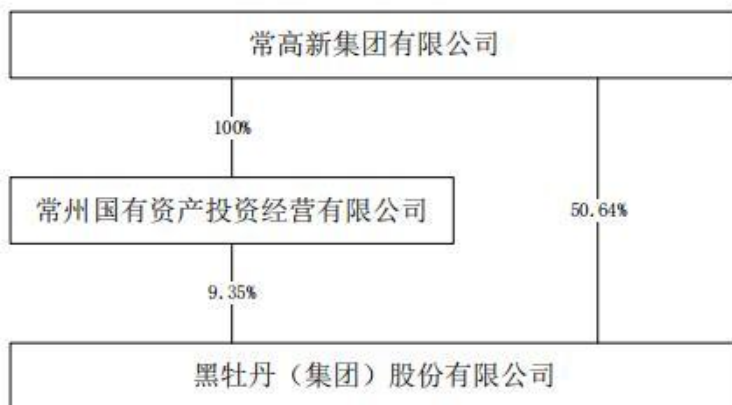 常高新集团有限公司
100%
常州国有资产投资经营有限公司
50.64%
9.35%
黑牡丹（集团）股份有限公司